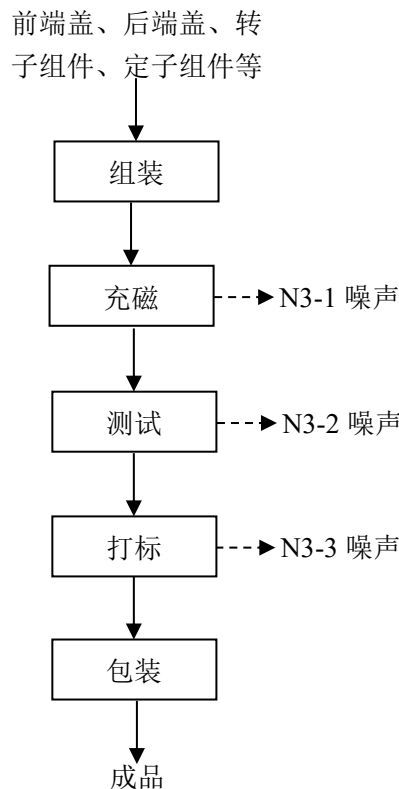 前端盖、后端盖、转
子组件、定子组件等
组装
充磁
N3-1 噪声
测试
N3-2 噪声
打标
N3-3 噪声
包装
成品